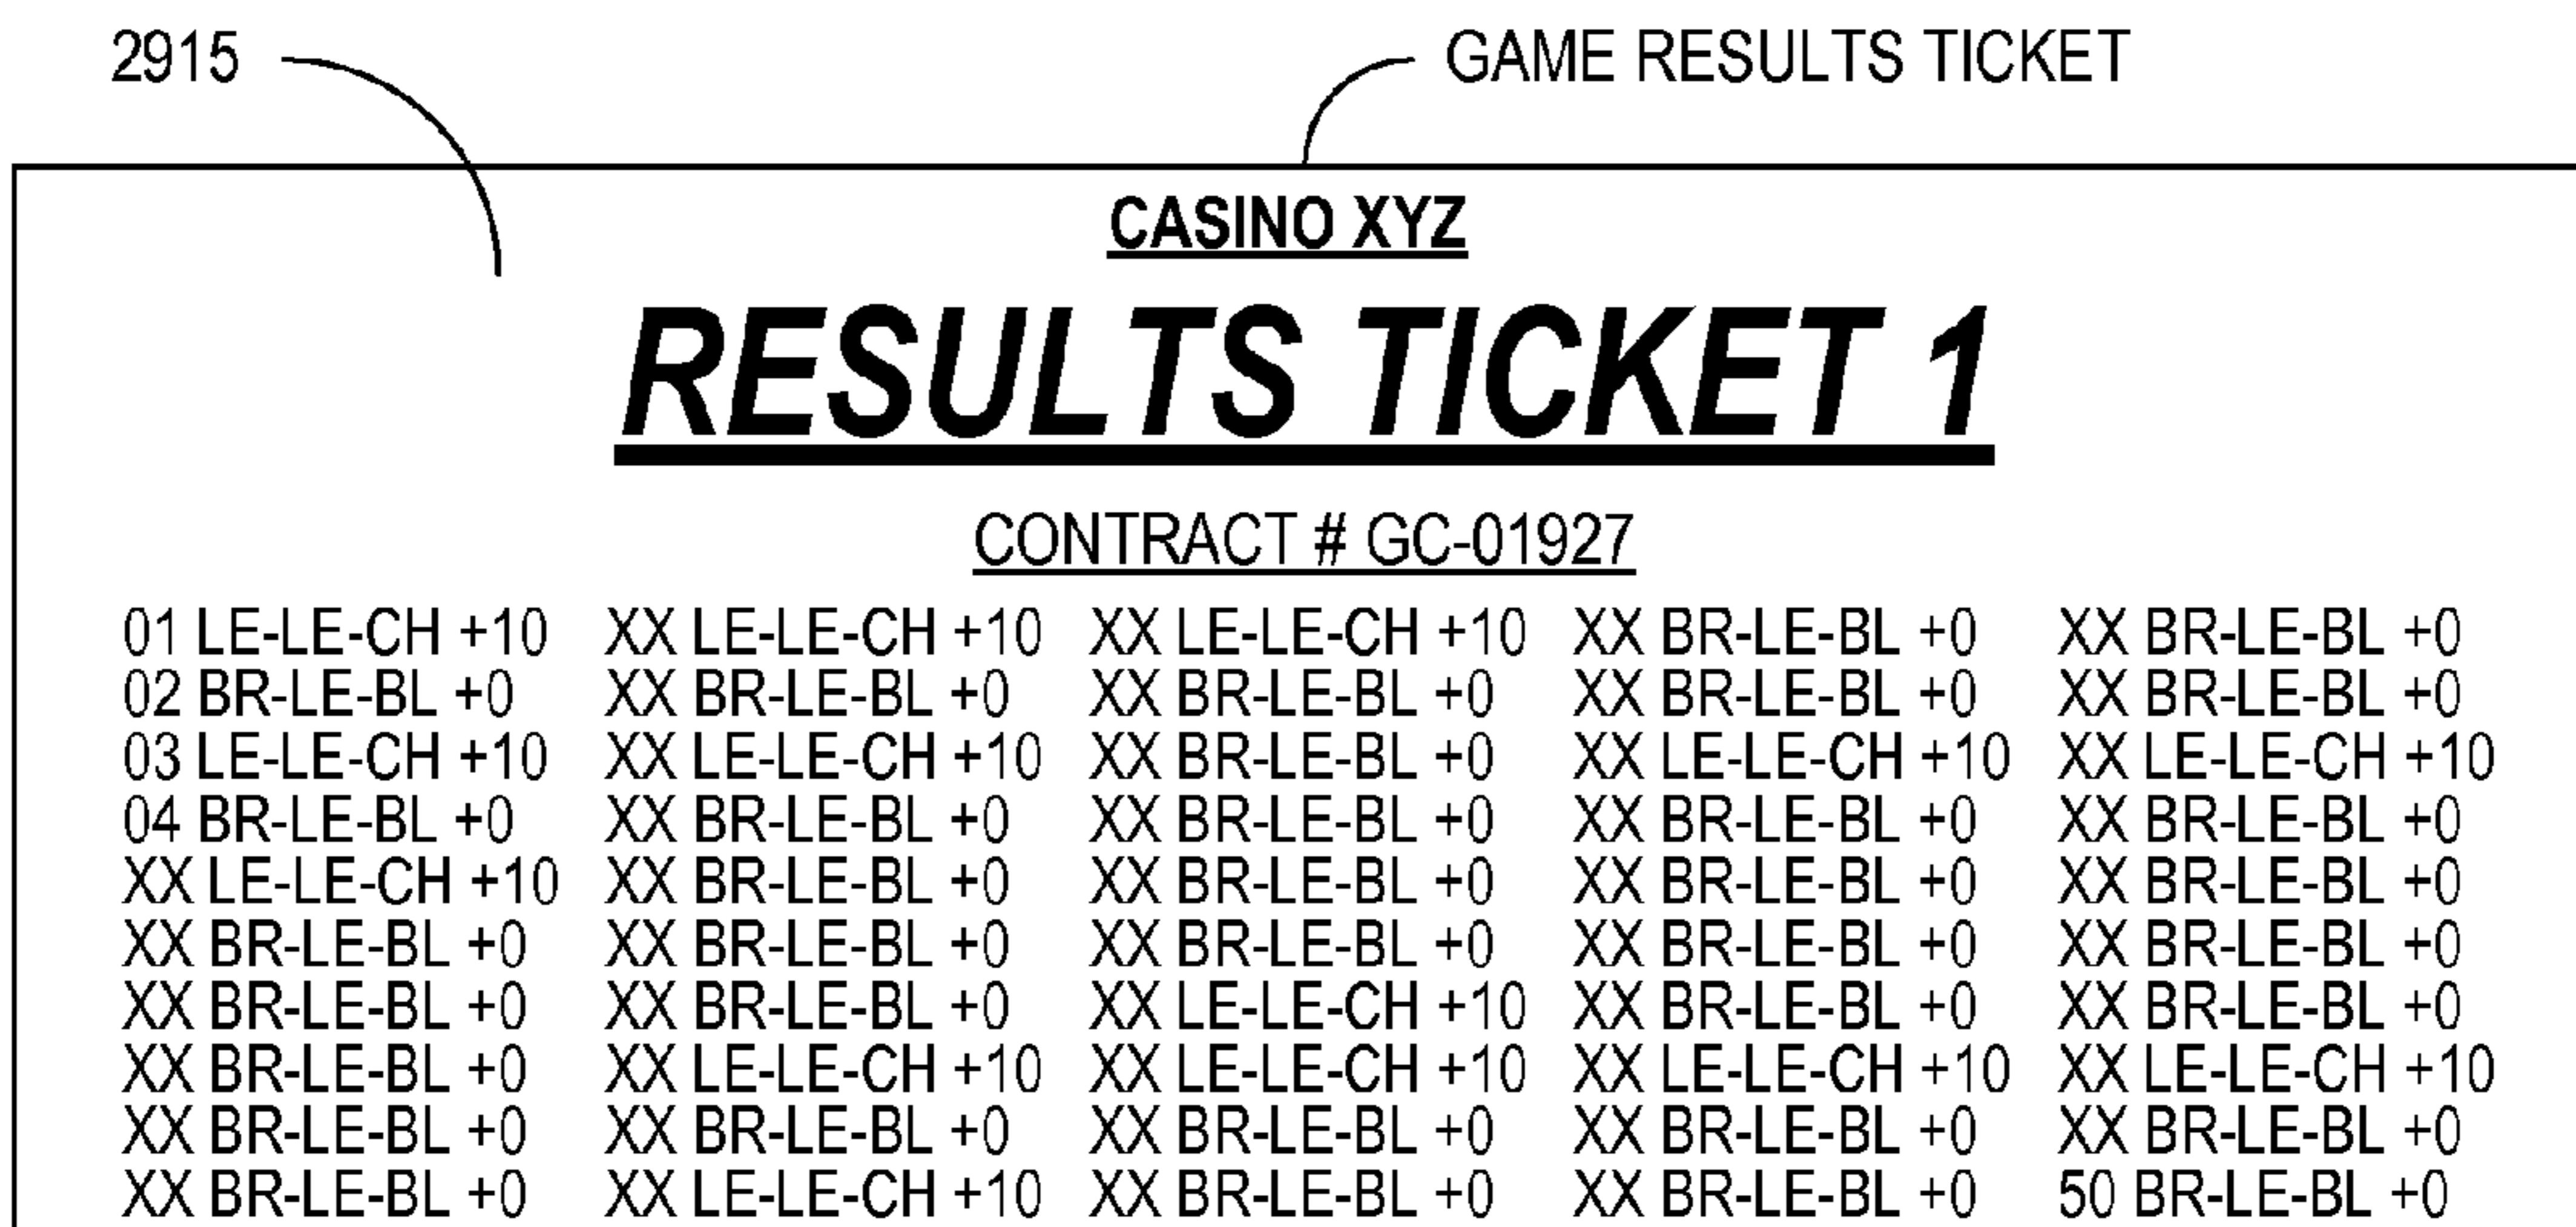 2915 GAME RESULTS TICKET
CASINO XYZ
RESULTS TICKET 1
CONTRACT # GC-01927
01 LE-LE-CH +10 XX LE-LE-CH +10 XX LE-LE-CH +10 XX BR-LE-BL +0 XX BR-LE-BL +0
02 BR-LE-BL +0 XX BR-LE-BL +0 XX BR-LE-BL +0 XX BR-LE-BL +0 XX BR-LE-BL +0
03 LE-LE-CH +10 XX LE-LE-CH +10 XX BR-LE-BL +0 XX LE-LE-CH +10 XX LE-LE-CH +10
04 BR-LE-BL +0 XX BR-LE-BL +0 XX BR-LE-BL +0 XX BR-LE-BL +0 XX BR-LE-BL +0
XX LE-LE-CH +10 XX BR-LE-BL +0 XX BR-LE-BL +0 XX BR-LE-BL +0 XX BR-LE-BL +0
XX BR-LE-BL +0 XX BR-LE-BL +0 XX BR-LE-BL +0 XX BR-LE-BL +0 XX BR-LE-BL +0
XX BR-LE-BL +0 XX BR-LE-BL +0 XX LE-LE-CH +10 XX BR-LE-BL +0 XX BR-LE-BL +0
XX BR-LE-BL +0 XX LE-LE-CH +10 XX LE-LE-CH +10 XX LE-LE-CH +10 XX LE-LE-CH +10
XX BR-LE-BL +0 XX BR-LE-BL +0 XX BR-LE-BL +0 XX BR-LE-BL +0 XX BR-LE-BL +0
XX BR-LE-BL +0 XX LE-LE-CH +10 XX BR-LE-BL +0 XX BR-LE-BL +0 50 BR-LE-BL +0